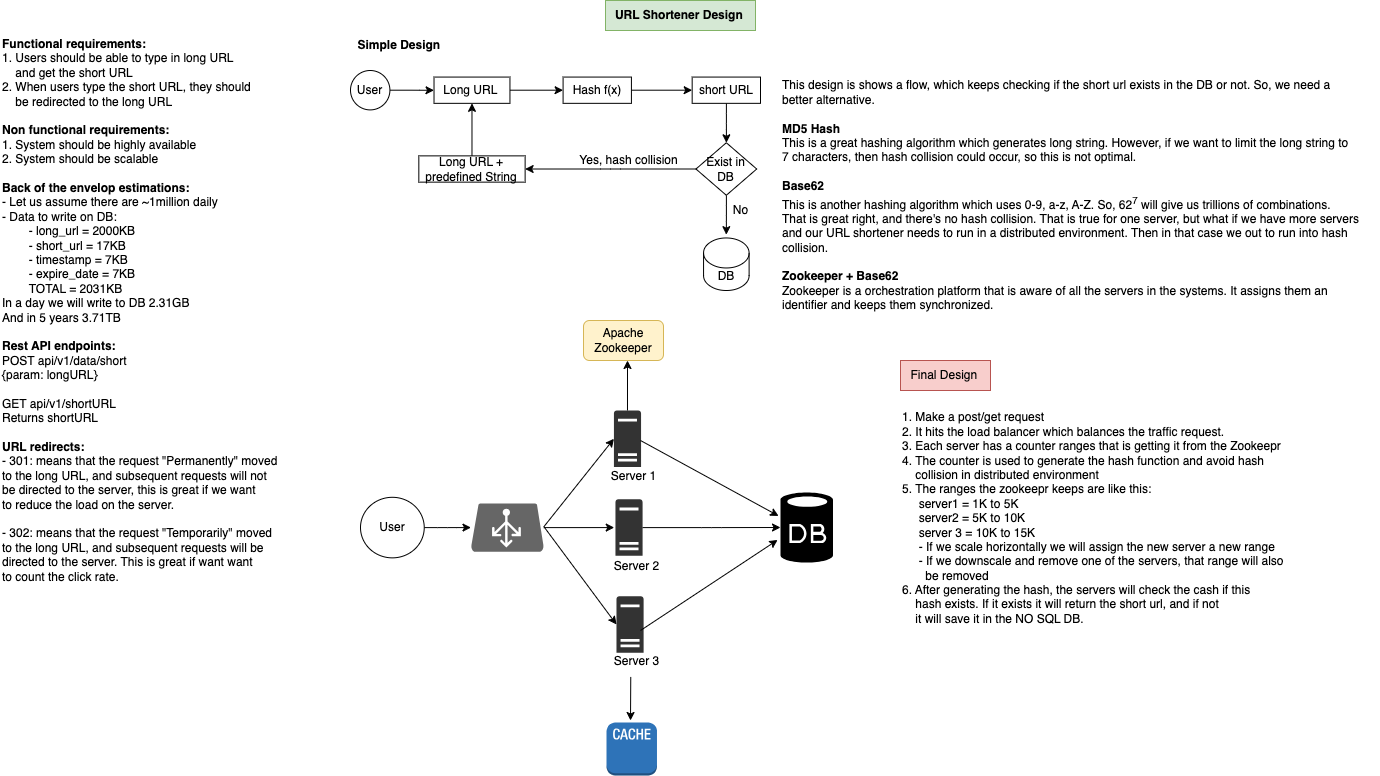 URL Shortener Design
Functional requirements:
1. Users should be able to type in long URL
and get the short URL
2. When users type the short URL, they should
be redirected to the long URL
Non functional requirements:
1. System should be highly available
2. System should be scalable
Back of the envelop estimations:
- Let us assume there are ~1million daily
- Data to write on DB:
- long_url = 2000KB
- short_url = 17KB
- timestamp = 7KB
- expire_date = 7KB
TOTAL = 2031KB
In a day we will write to DB 2.31GB
And in 5 years 3.71TB
Rest API endpoints:
POST api/v1/data/short
{param: longURL}
GET api/v1/shortURL
Returns shortURL
URL redirects:
- 301: means that the request "Permanently" moved
to the long URL, and subsequent requests will not
be directed to the server, this is great if we want
to reduce the load on the server.
- 302: means that the request "Temporarily" moved
to the long URL, and subsequent requests will be
directed to the server. This is great if want want
to count the click rate.
Simple Design
User
Long URL
Hash f(x)
short URL
Long URL +
predefined String
Yes, hash collision
Exist in
DB
No
DB
This design is shows a flow, which keeps checking if the short url exists in the DB or not. So, we need a
better alternative.
MD5 Hash
This is a great hashing algorithm which generates long string. However, if we want to limit the long string to
7 characters, then hash collision could occur, so this is not optimal.
Base62
This is another hashing algorithm which uses 0-9, a-z, A-Z. So, 62⁷ will give us trillions of combinations.
That is great right, and there's no hash collision. That is true for one server, but what if we have more servers
and our URL shortener needs to run in a distributed environment. Then in that case we out to run into hash
collision.
Zookeeper + Base62
Zookeeper is a orchestration platform that is aware of all the servers in the systems. It assigns them an
identifier and keeps them synchronized.
Apache
Zookeeper
Server 1
User
Server 2
DB
Server 3
CACHE
Final Design
1. Make a post/get request
2. It hits the load balancer which balances the traffic request.
3. Each server has a counter ranges that is getting it from the Zookeepr
4. The counter is used to generate the hash function and avoid hash
collision in distributed environment
5. The ranges the zookeepr keeps are like this:
server1 = 1K to 5K
server2 = 5K to 10K
server 3 = 10K to 15K
- If we scale horizontally we will assign the new server a new range
- If we downscale and remove one of the servers, that range will also
be removed
6. After generating the hash, the servers will check the cash if this
hash exists. If it exists it will return the short url, and if not
it will save it in the NO SQL DB.